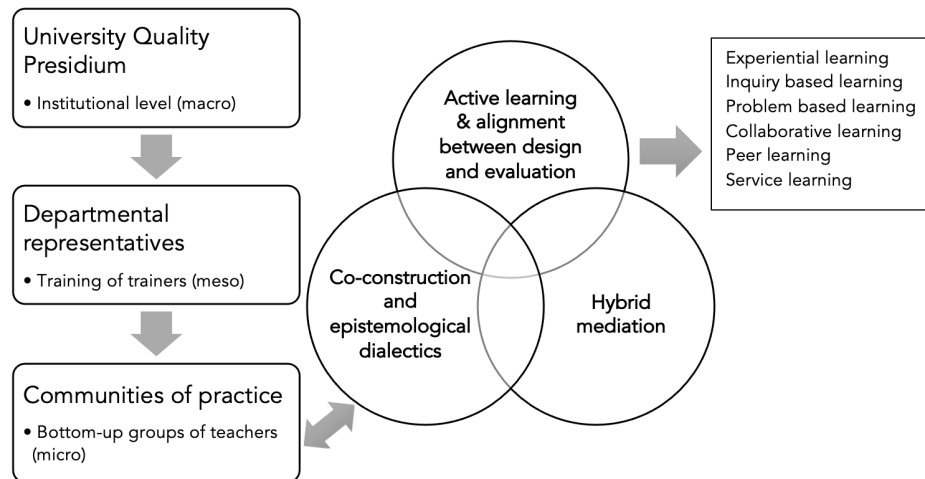 University Quality
Presidium
• Institutional level (macro)
Departmental
representatives
• Training of trainers (meso)
Communities of practice
• Bottom-up groups of teachers
(micro)
Active learning
& alignment
between design
and evaluation
Co-construction
and
epistemological
dialectics
Hybrid
mediation
Experiential learning
Inquiry based learning
Problem based learning
Collaborative learning
Peer learning
Service learning